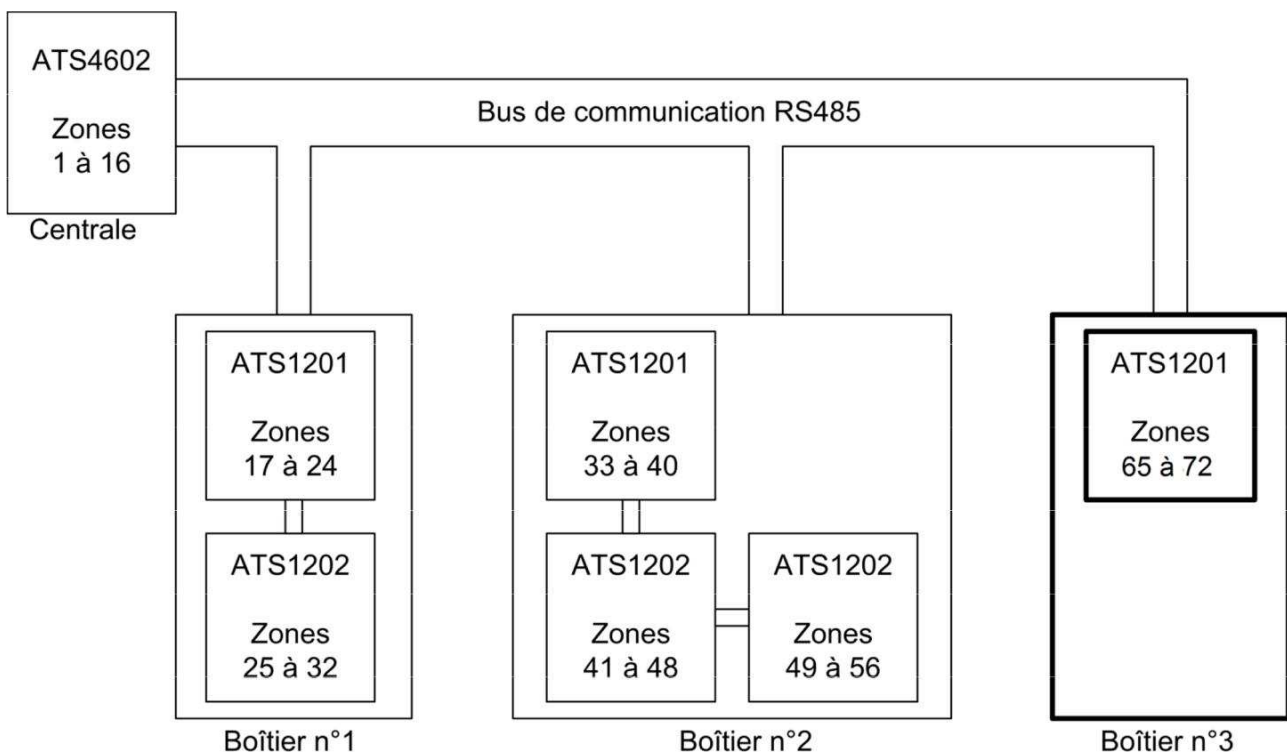 ATS4602
Zones
1 à 16
Centrale
Bus de communication RS485
ATS1201
Zones
17 à 24
ATS1202
Zones
25 à 32
Boîtier n°1
ATS1201
Zones
33 à 40
ATS1202
Zones
41 à 48
ATS1202
Zones
49 à 56
Boîtier n°2
ATS1201
Zones
65 à 72
Boîtier n°3